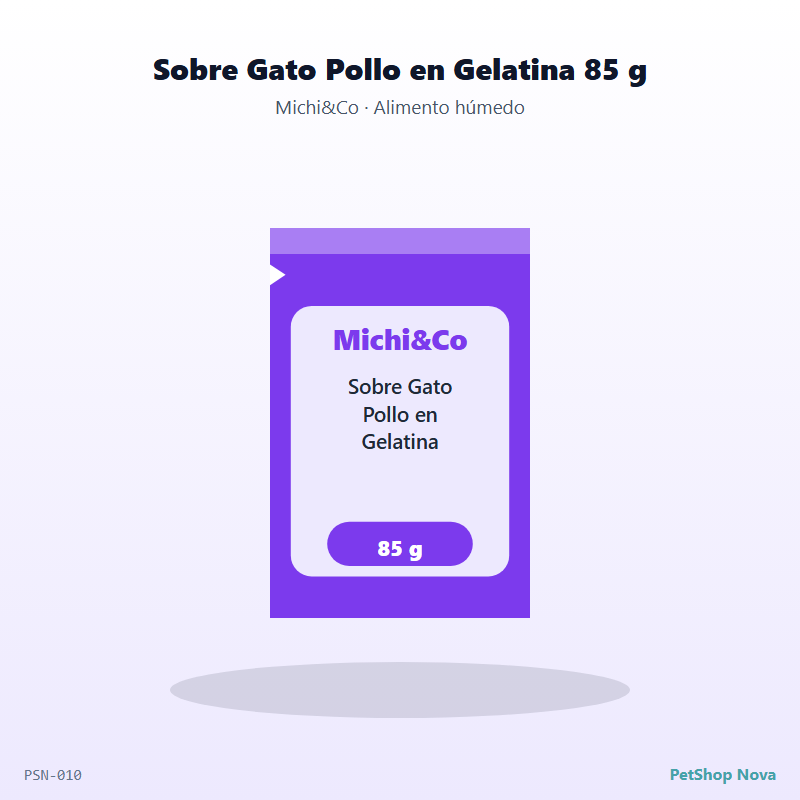 Sobre Gato Pollo en Gelatina 85 g
Michi&Co · Alimento húmedo
Michi&Co
Sobre Gato
Pollo en
Gelatina
85 g
PSN-010
PetShop Nova